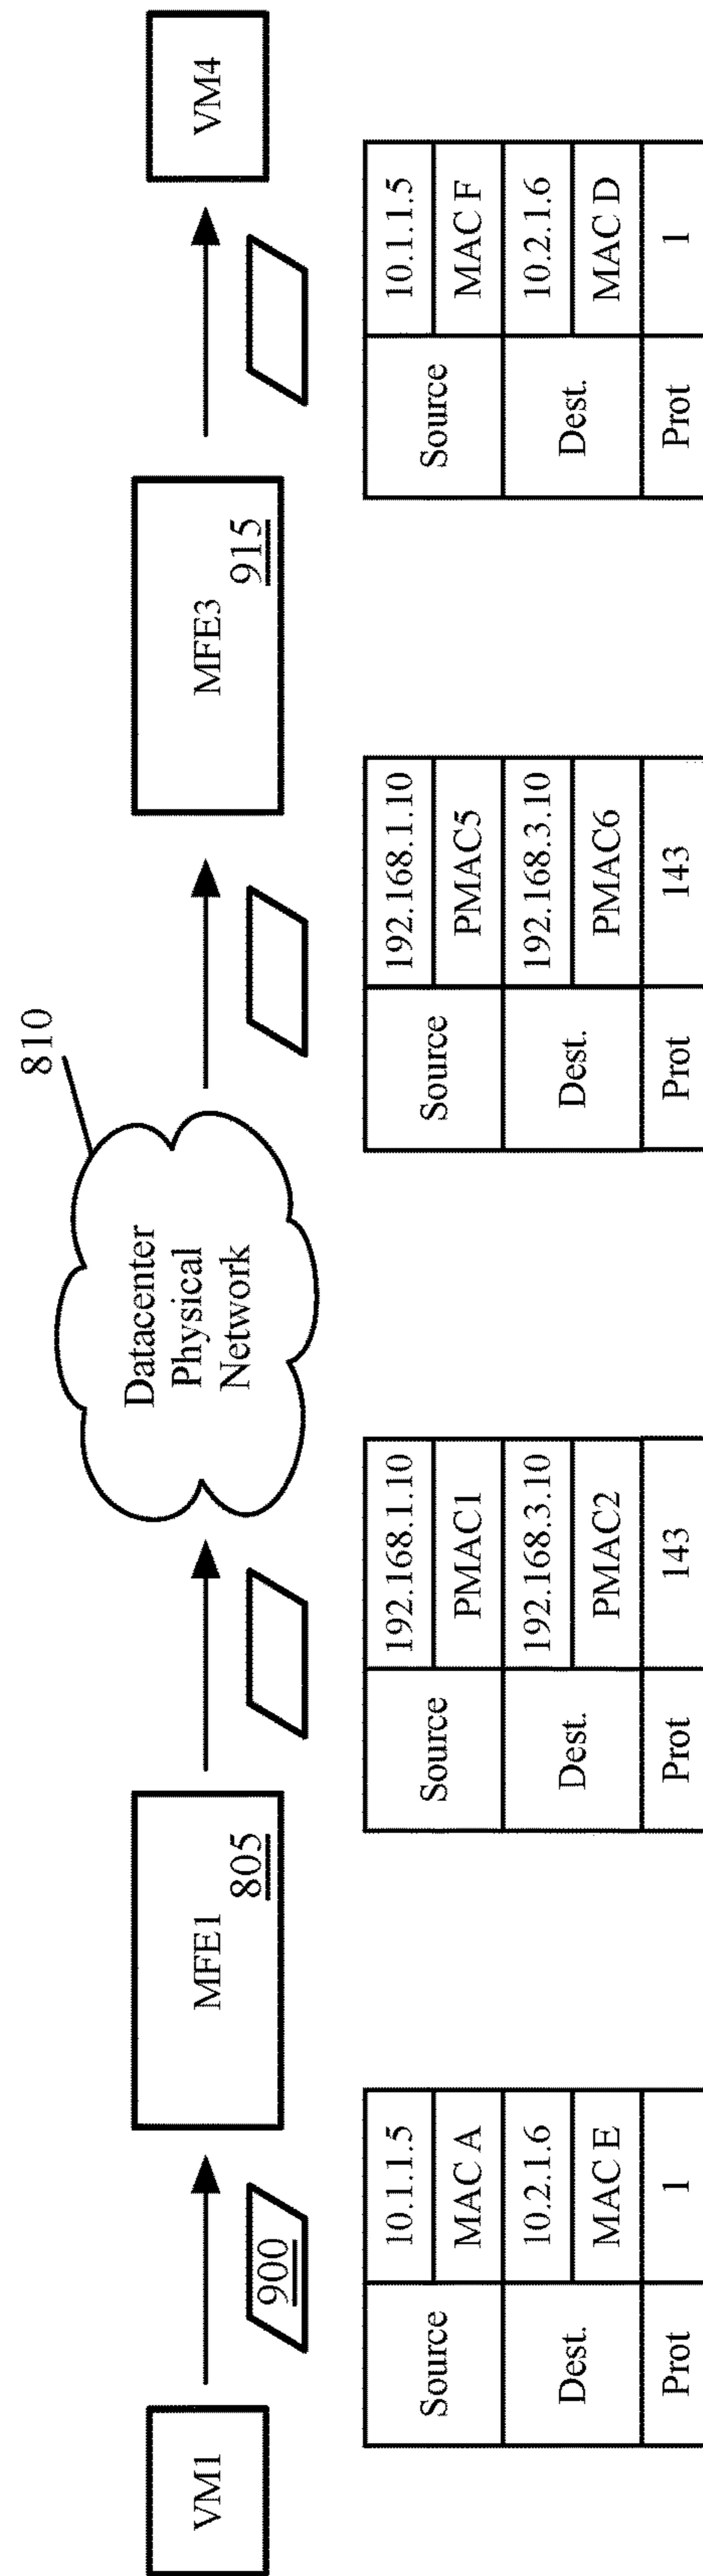 810
VM1
900
MFE1
805
Datacenter
Physical
Network
MFE3
915
VM4
Source 10.1.1.5
MAC A
Dest. 10.2.1.6
MAC E
Prot 1
Source 192.168.1.10
PMAC1
Dest. 192.168.3.10
PMAC2
Prot 143
Source 192.168.1.10
PMAC5
Dest. 192.168.3.10
PMAC6
Prot 143
Source 10.1.1.5
MAC F
Dest. 10.2.1.6
MAC D
Prot 1